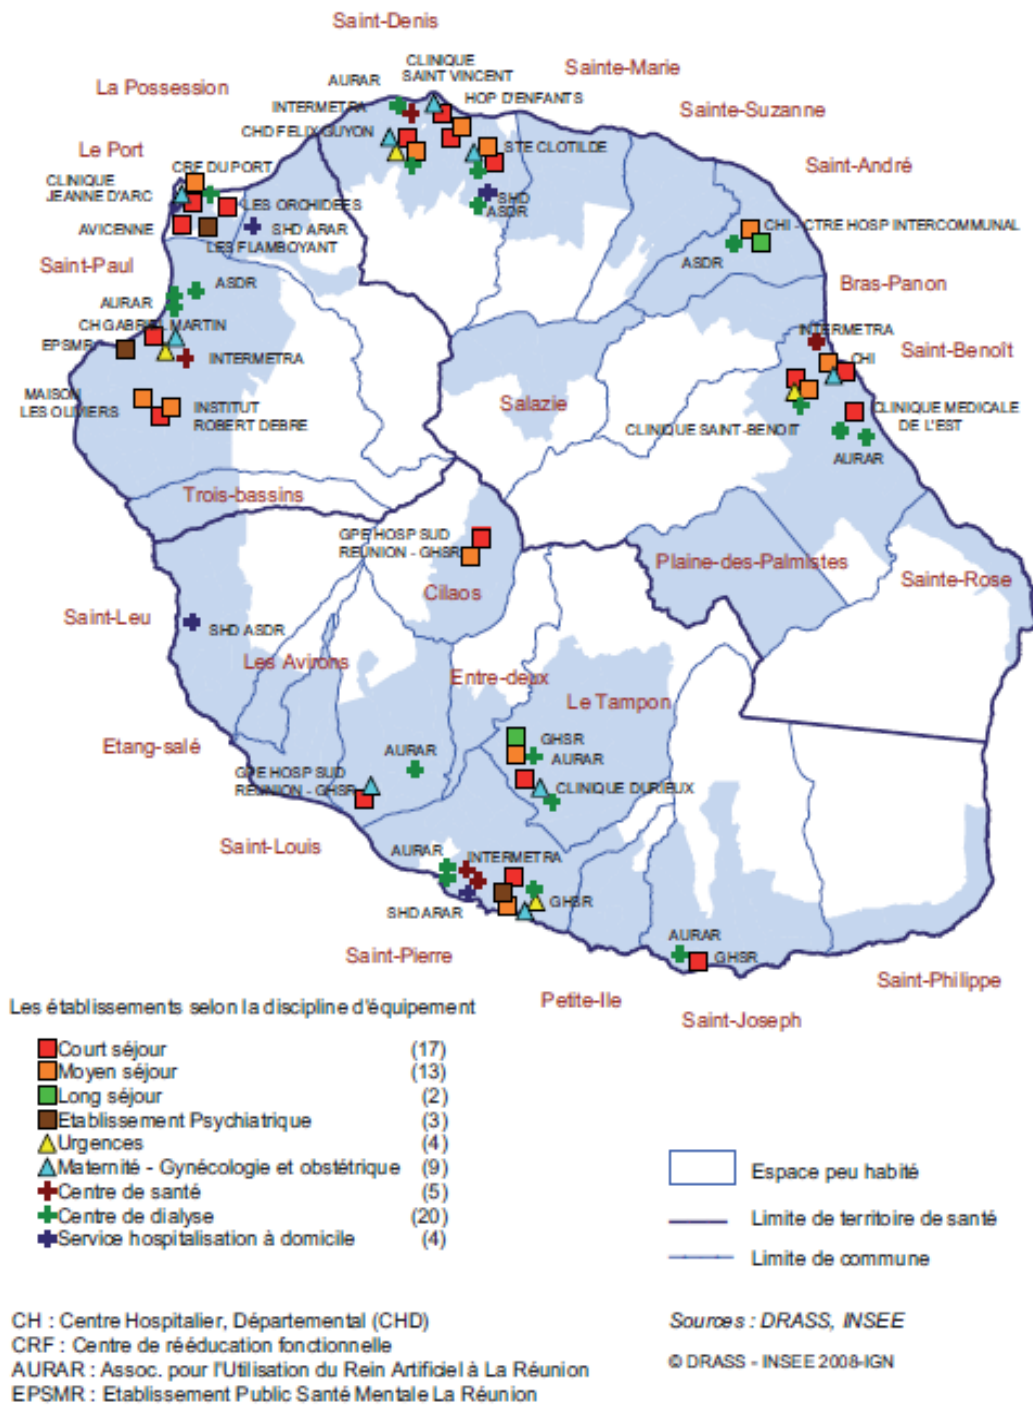 Saint-Denis
CLINIQUE
SAINT VINCENT
Sainte-Marie
AURAR
La Possession
HOP D'ENFANTS
INTERMETRA
Sainte-Suzanne
CHD FELIX GUYON
Le Port
STE CLOTILDE
CRF DU PORT
Saint-André
CLINIQUE
JEANNE D'ARC
SHD
ASDR
LES ORCHIDEES
AVICENNE
SHD ARAR
CHI - CTRE HOSP INTERCOMMUNAL
LES FLAMBOYANT
Saint-Paul
ASDR
ASDR
Bras-Panon
AURAR
CH GABRIEL MARTIN
INTERMETRA
EPSMR
INTERMETRA
Saint-Benoît
CHI
MAISON
LES OLIVIERS
INSTITUT
ROBERT DEBRE
Salazie
CLINIQUE MEDICALE
DE L'EST
CLINIQUE SAINT-BENOIT
AURAR
Trois-bassins
GPE HOSP SUD
REUNION - GHSR
Plaine-des-Palmistes
Sainte-Rose
Cilaos
Saint-Leu
SHD ASDR
Les Avirons
Entre-deux
Le Tampon
Etang-salé
GHSR
AURAR
AURAR
GPE HOSP SUD
REUNION - GHSR
CLINIQUE DURIEUX
Saint-Louis
AURAR
INTERMETRA
SHD ARAR
GHSR
AURAR
GHSR
Saint-Pierre
Saint-Philippe
Petite-Ile
Saint-Joseph
Les établissements selon la discipline d'équipement
Court séjour (17)
Moyen séjour (13)
Long séjour (2)
Etablissement Psychiatrique (3)
Urgences (4)
Maternité - Gynécologie et obstétrique (9)
Centre de santé (5)
Centre de dialyse (20)
Service hospitalisation à domicile (4)
Espace peu habité
Limite de territoire de santé
Limite de commune
CH : Centre Hospitalier, Départemental (CHD)
CRF : Centre de rééducation fonctionnelle
AURAR : Assoc. pour l'Utilisation du Rein Artificiel à La Réunion
EPSMR : Etablissement Public Santé Mentale La Réunion
Sources : DRASS, INSEE
© DRASS - INSEE 2008-IGN